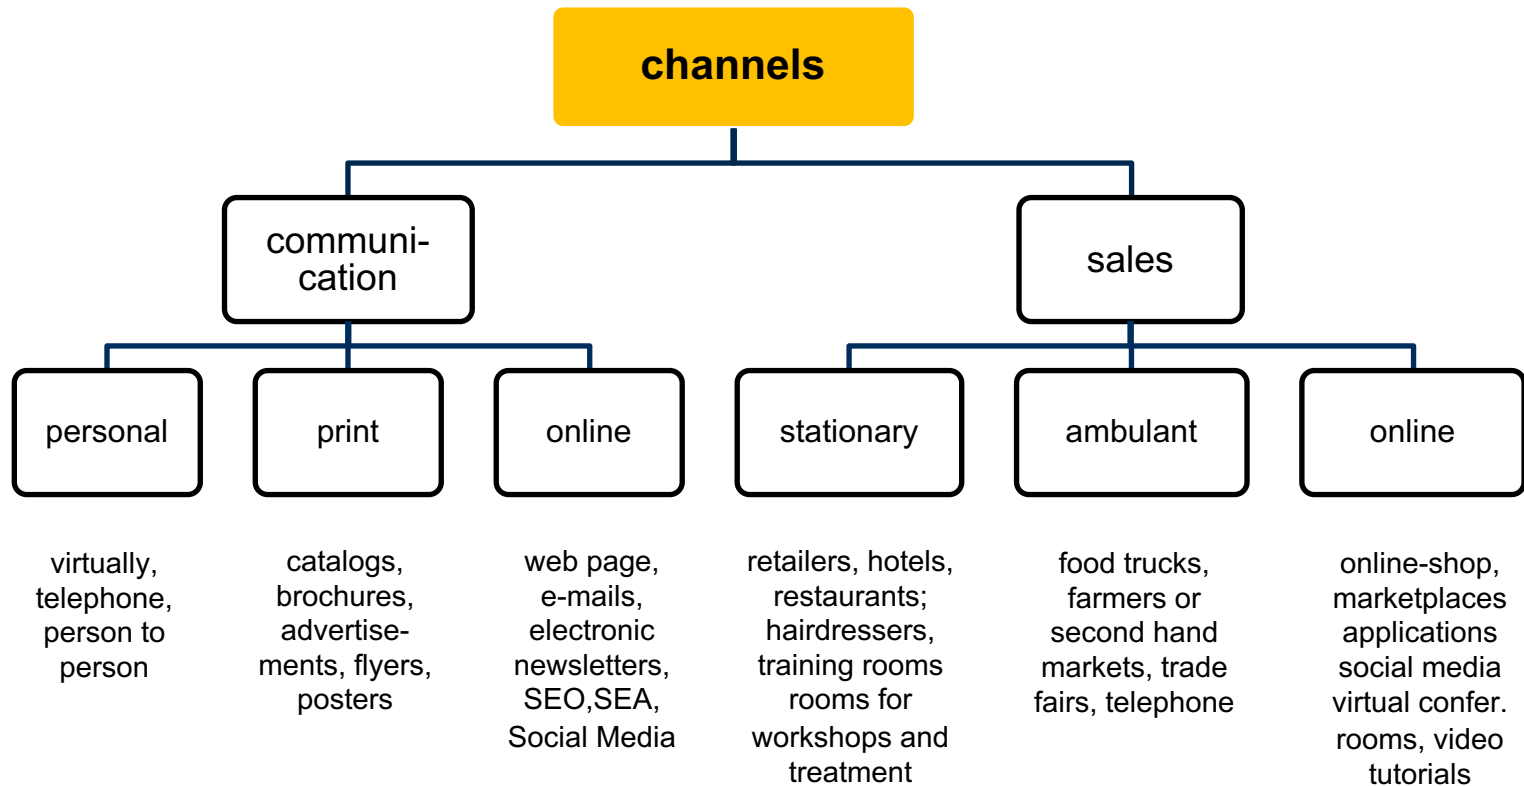 channels
communi-
cation
sales
personal
print
online
stationary
ambulant
online
virtually,
telephone,
person to
person
catalogs,
brochures,
advertise-
ments, flyers,
posters
web page,
e-mails,
electronic
newsletters,
SEO,SEA,
Social Media
retailers, hotels,
restaurants;
hairdressers,
training rooms
rooms for
workshops and
treatment
food trucks,
farmers or
second hand
markets, trade
fairs, telephone
online-shop,
marketplaces
applications
social media
virtual confer.
rooms, video
tutorials